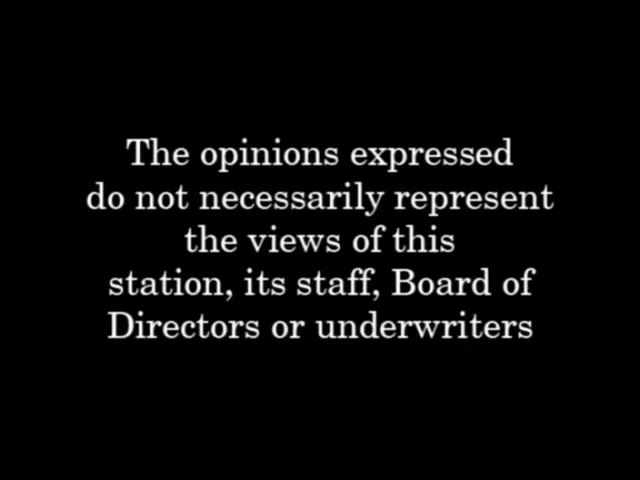 The opinions expressed
do not necessarily represent
the views of this
station, its staff, Board of
Directors or underwriters